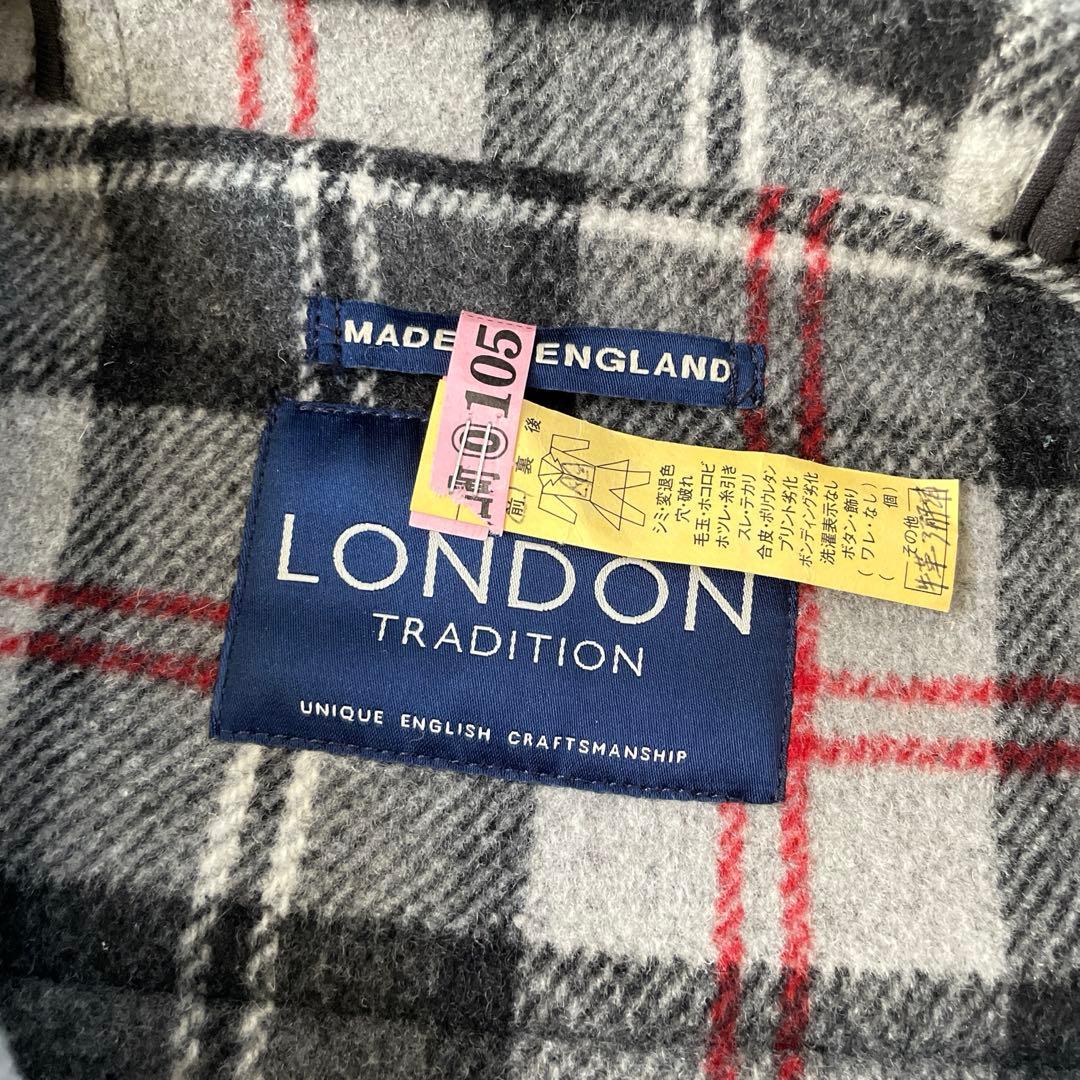 MADE ENGLAND
0105
LONDON
TRADITION
UNIQUE ENGLISH CRAFTSMANSHIP
後
裏
前
シミ・変退色
穴・破れ
毛玉・ホコロビ
ホツレ・糸引き
スレ・テカリ
合皮・ポリウレタン
プリント劣化
ボンディング劣化
洗濯表示なし
ボタン・飾り
(ワレ・なし)
( 個)
その他
牛革